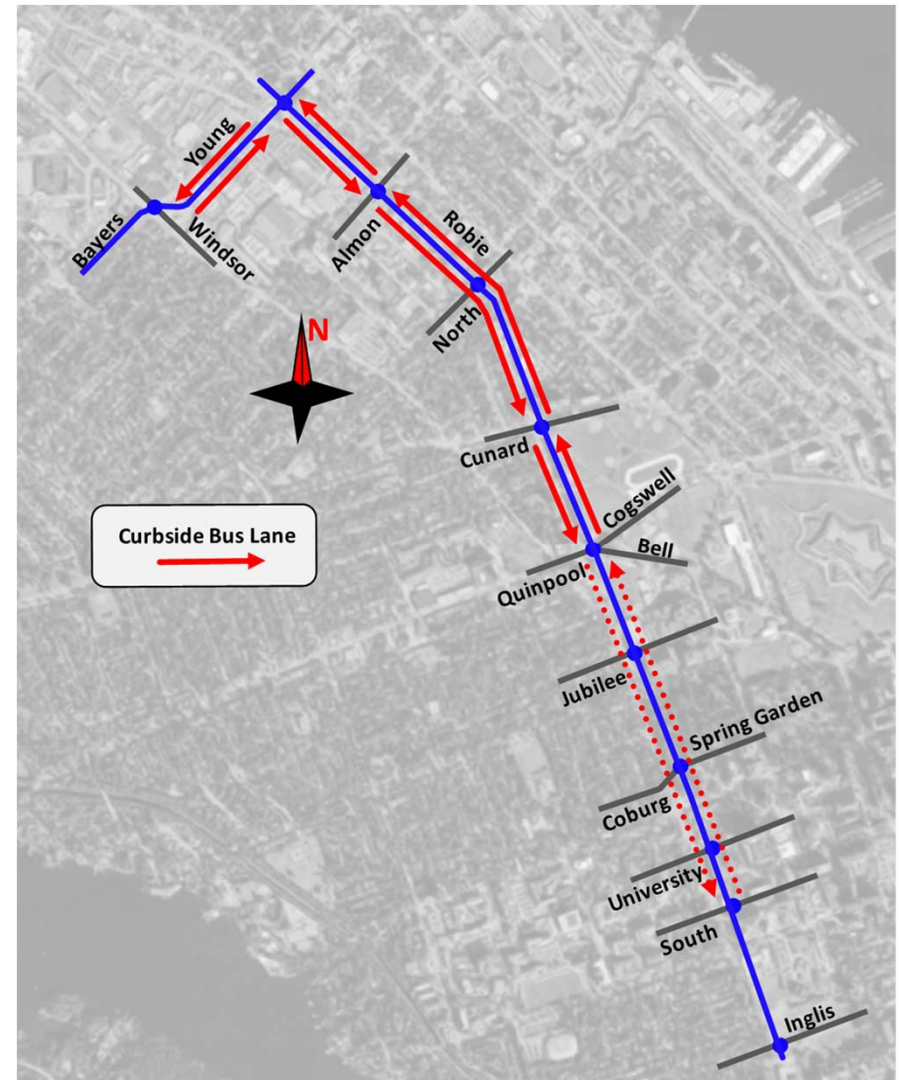 Young
Bayers
Windsor
Robie
Almon
North
N
Cunard
Cogswell
Bell
Curbside Bus Lane
Quinpool
Jubilee
Spring Garden
Coburg
University
South
Inglis